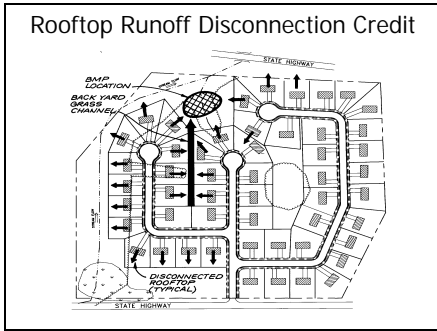 Rooftop Runoff Disconnection Credit
STATE HIGHWAY
BMP
LOCATION
BACK YARD
GRASS
CHANNEL
DISCONNECTED
ROOFTOP
(TYPICAL)
STATE HIGHWAY